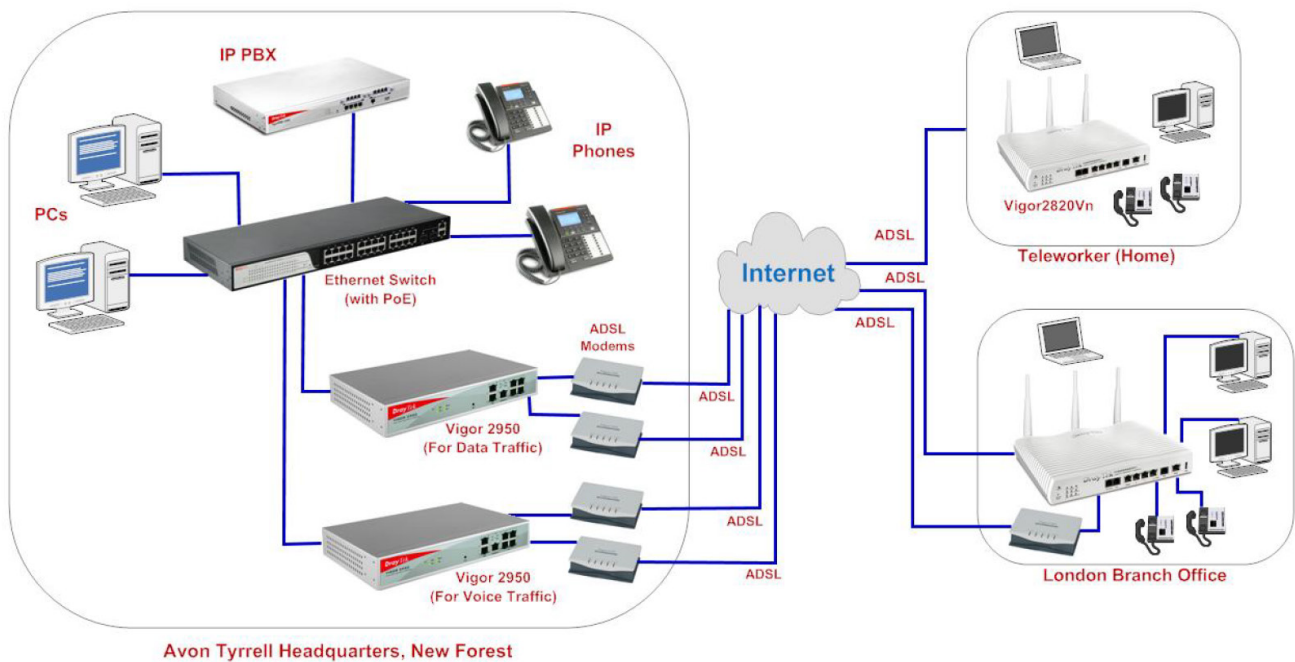 IP PBX
IP
Phones
PCs
Ethernet Switch
(with PoE)
ADSL
Modems
Vigor 2950
(For Data Traffic)
Vigor 2950
(For Voice Traffic)
ADSL
ADSL
ADSL
ADSL
Internet
ADSL
ADSL
ADSL
Vigor2820Vn
Teleworker (Home)
London Branch Office
Avon Tyrrell Headquarters, New Forest
Dray
Dray